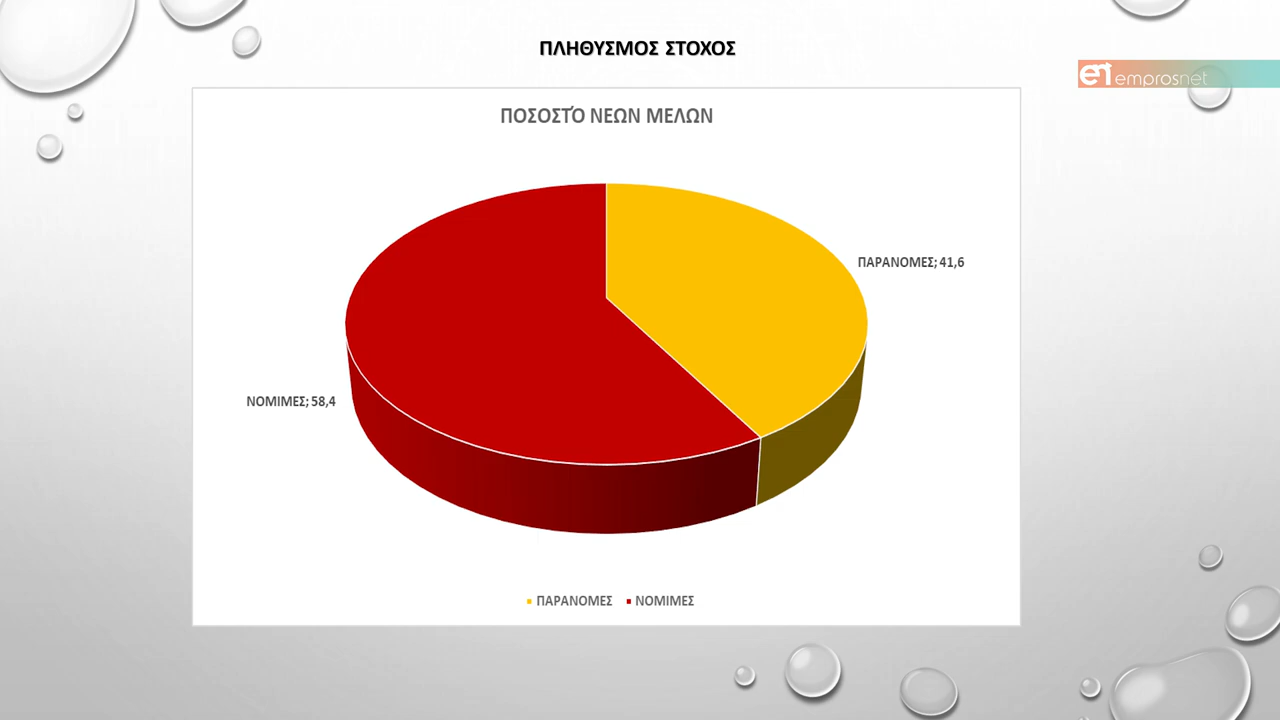 ΠΛΗΘΥΣΜΟΣ ΣΤΟΧΟΣ
emprosnet
ΠΟΣΟΣΤΌ ΝΕΩΝ ΜΕΛΩΝ
ΠΑΡΑΝΟΜΕΣ; 41,6
ΝΟΜΙΜΕΣ; 58,4
ΠΑΡΑΝΟΜΕΣ ΝΟΜΙΜΕΣ